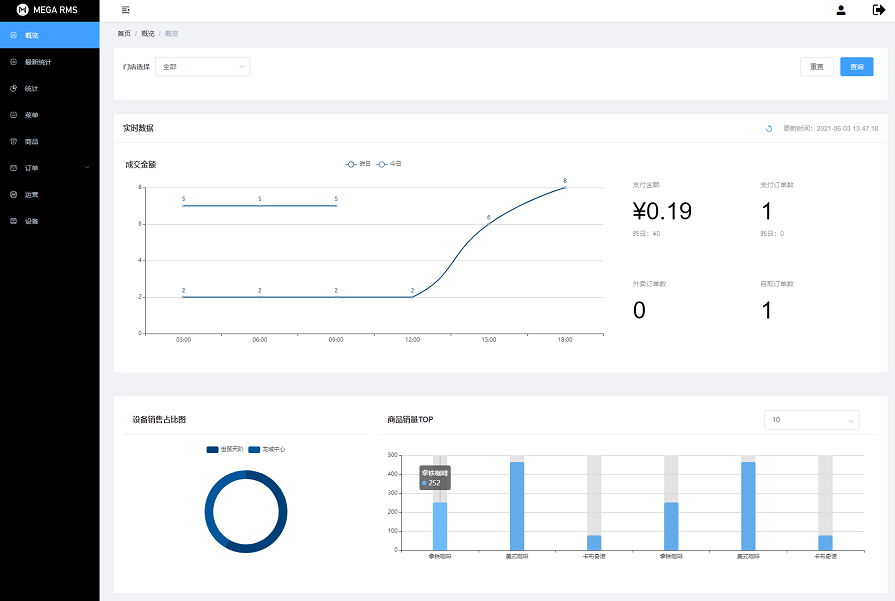 MEGA RMS
概览
最新统计
统计
菜单
商品
订单
运营
设备
首页 / 概览 / 概览
门店选择 全部
重置 查询
实时数据
更新时间：2021-06-03 13:47:18
成交金额
昨日 今日
8
6
4
2
0
5 5 5
2 2 2 2 6 8
03:00 06:00 09:00 12:00 15:00 18:00
支付金额 支付订单数
¥0.19 1
昨日：¥0 昨日：0
外卖订单数 自取订单数
0 1
设备销售占比图
世贸天阶 龙域中心
商品销量TOP
10
500
400
300
200
100
0
拿铁咖啡
252
拿铁咖啡 美式咖啡 卡布奇诺 拿铁咖啡 美式咖啡 卡布奇诺